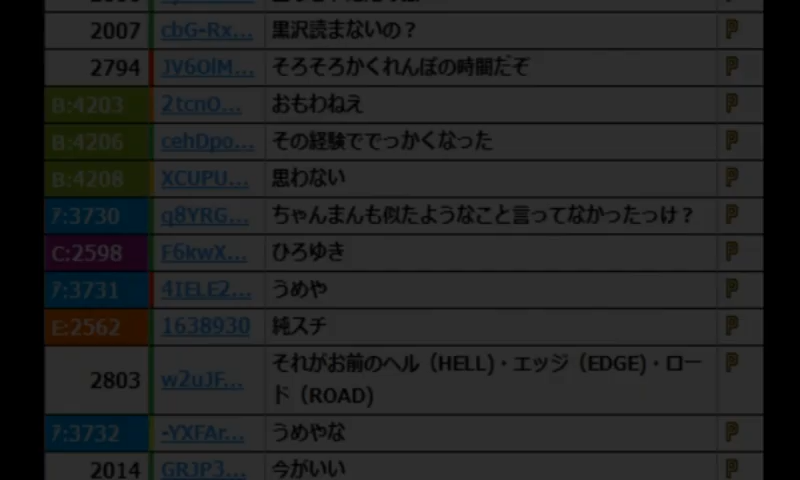 2007 cbG-Rx... 黒沢読まないの？ P
2794 JV6OlM... そろそろかくれんぼの時間だぞ P
B:4203 2tcnO... おもわねえ P
B:4206 cehDpo... その経験ででっかくなった P
B:4208 XCUPU... 思わない P
7:3730 q8YRG... ちゃんまんも似たようなこと言ってなかったっけ？ P
C:2598 F6kwX... ひろゆき P
7:3731 4IELE2... うめや P
E:2562 1638930 純スチ P
2803 w2uJF... それがお前のヘル（HELL）・エッジ（EDGE）・ロー P
ド（ROAD)
7:3732 -YXFAr... うめやな P
2014 GRJP3... 今がいい P